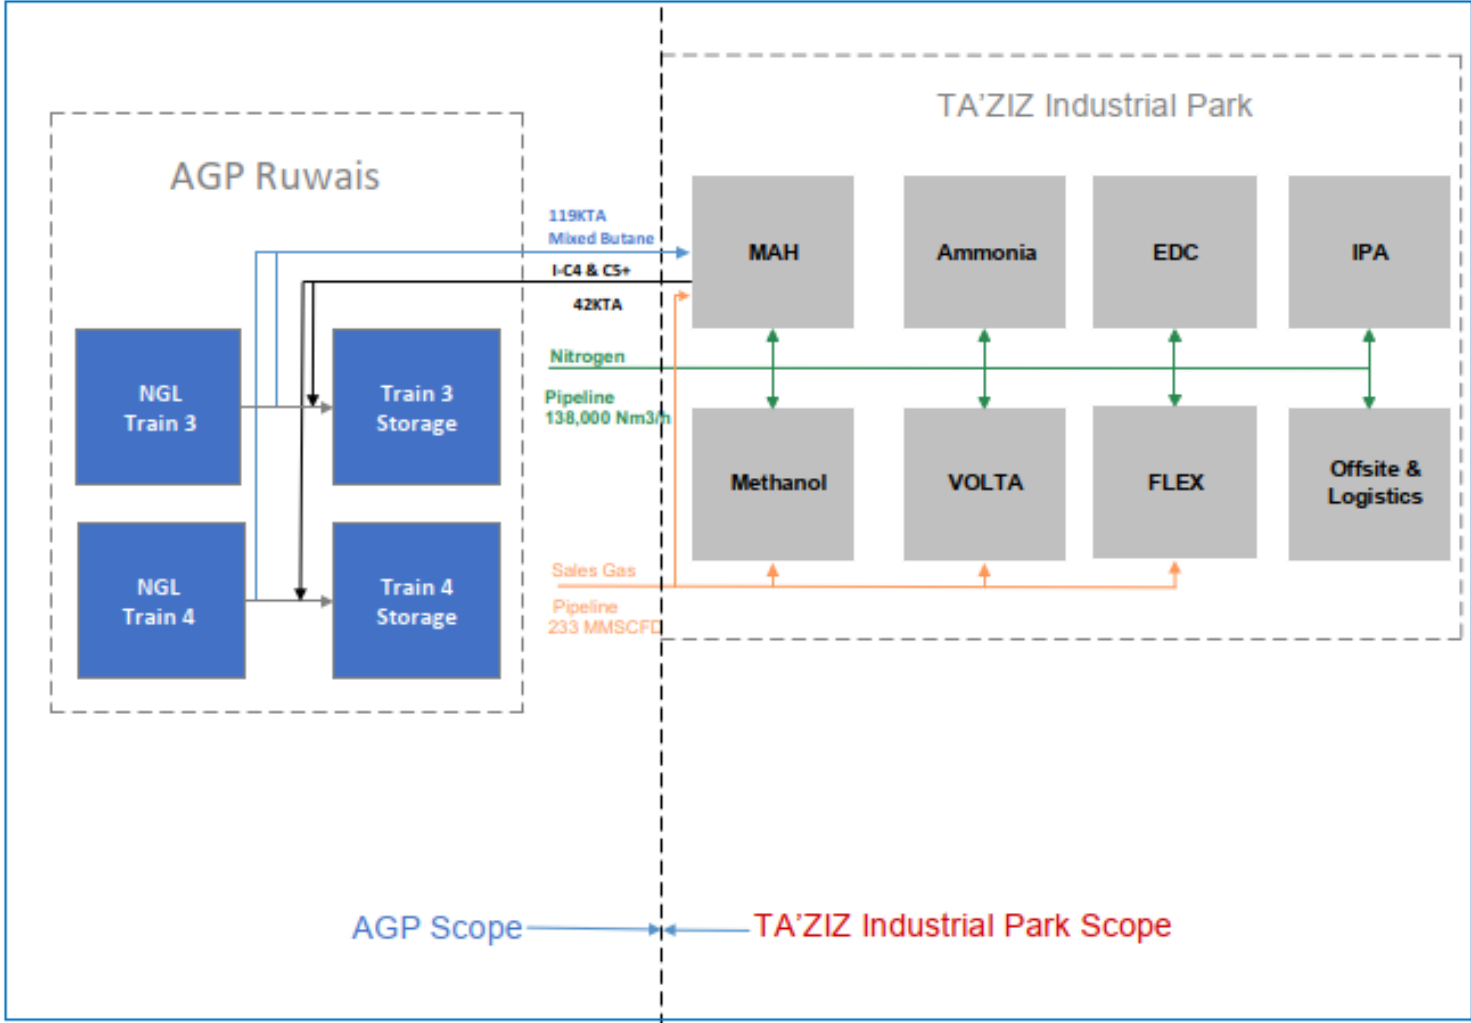 TA'ZIZ Industrial Park
AGP Ruwais
119KTA
Mixed Butane
I-C4 & C5+
42KTA
MAH
Ammonia
EDC
IPA
Nitrogen
Pipeline
138,000 Nm3/h
NGL
Train 3
Train 3
Storage
Methanol
VOLTA
FLEX
Offsite &
Logistics
NGL
Train 4
Train 4
Storage
Sales Gas
Pipeline
233 MMSCFD
AGP Scope
TA'ZIZ Industrial Park Scope